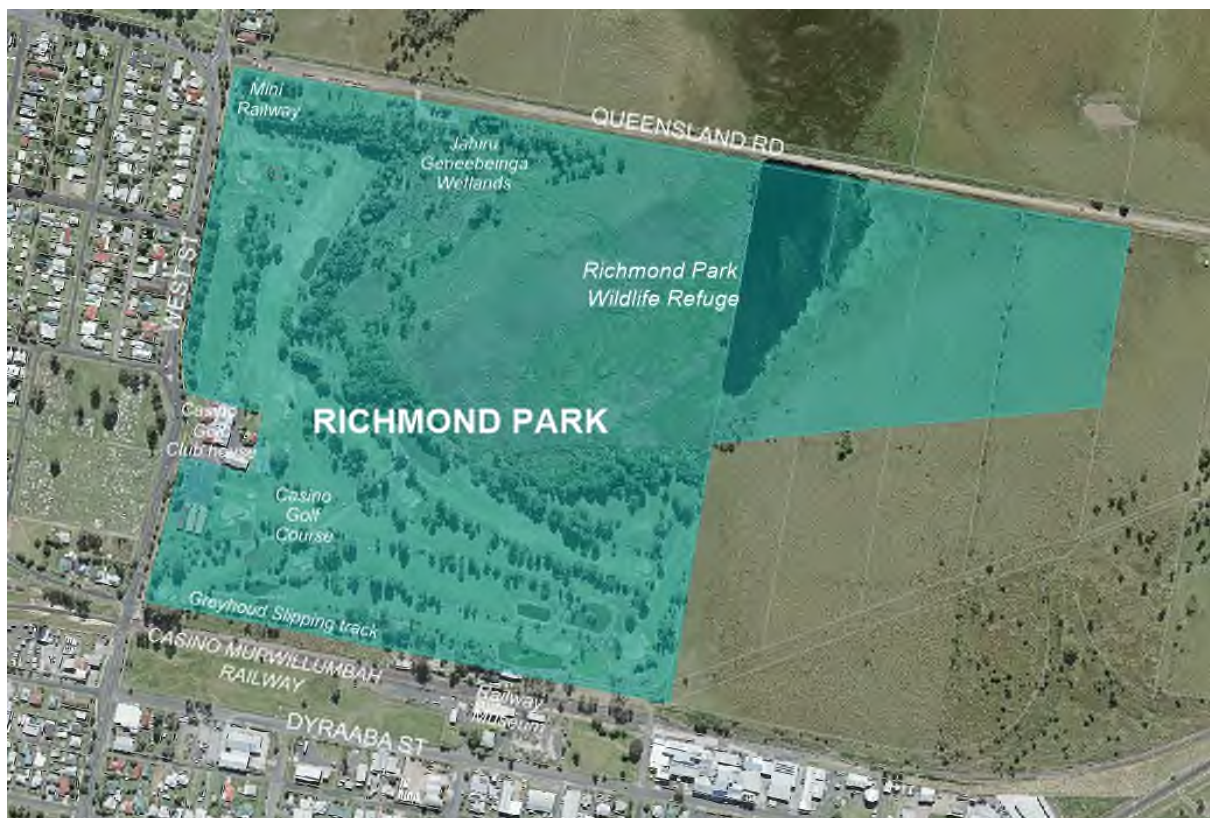 Mini
Railway
QUEENSLAND RD
Jabiru
Geneebeinga
Wetlands
Richmond Park
Wildlife Refuge
WEST ST
RICHMOND PARK
Casino
Golf
Club house
Casino
Golf
Course
Greyhoud Slipping track
CASINO MURWILLUMBAH
RAILWAY
Railway
Museum
DYRAABA ST